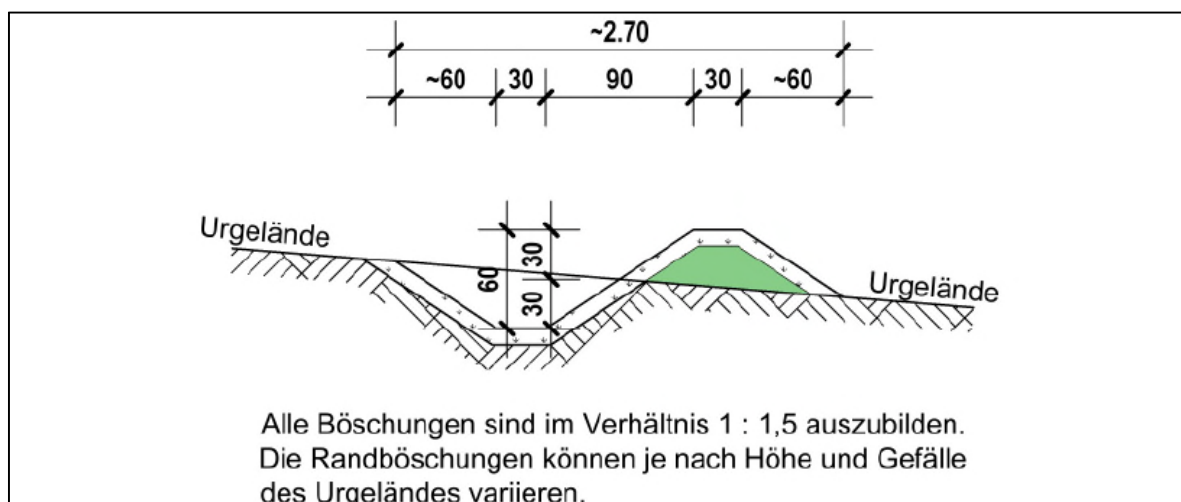 ~2.70
~60 30 90 30 ~60
Urgelände
60
30
30
Urgelände
Alle Böschungen sind im Verhältnis 1 : 1,5 auszubilden.
Die Randböschungen können je nach Höhe und Gefälle
des Urgeländes variieren.